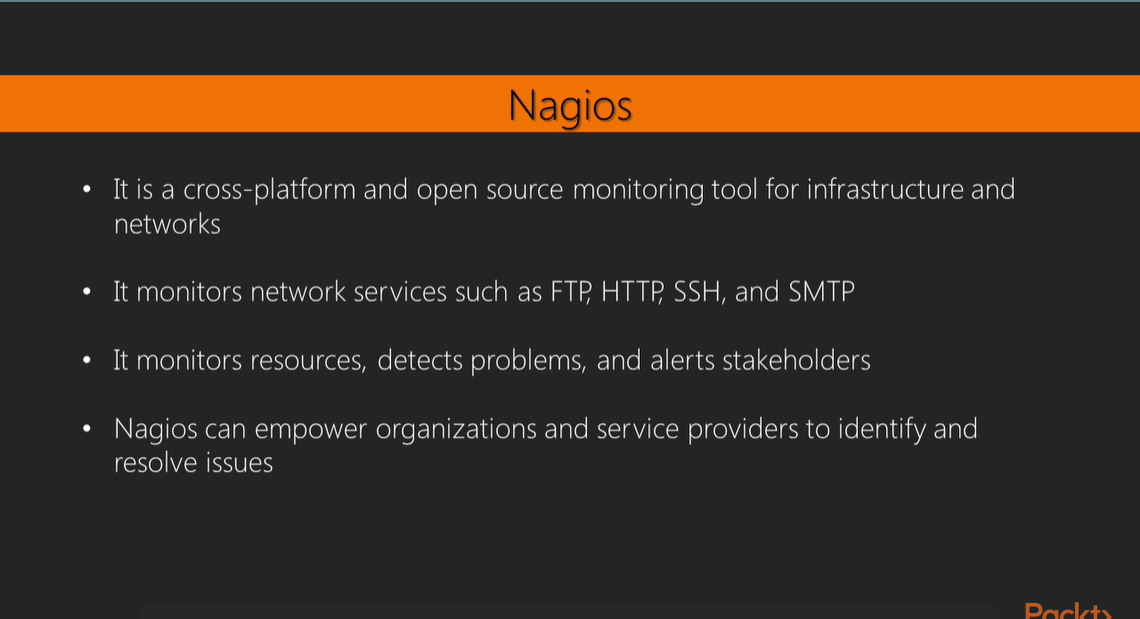 Nagios
• It is a cross-platform and open source monitoring tool for infrastructure and
networks
• It monitors network services such as FTP, HTTP, SSH, and SMTP
• It monitors resources, detects problems, and alerts stakeholders
• Nagios can empower organizations and service providers to identify and
resolve issues
Packt>